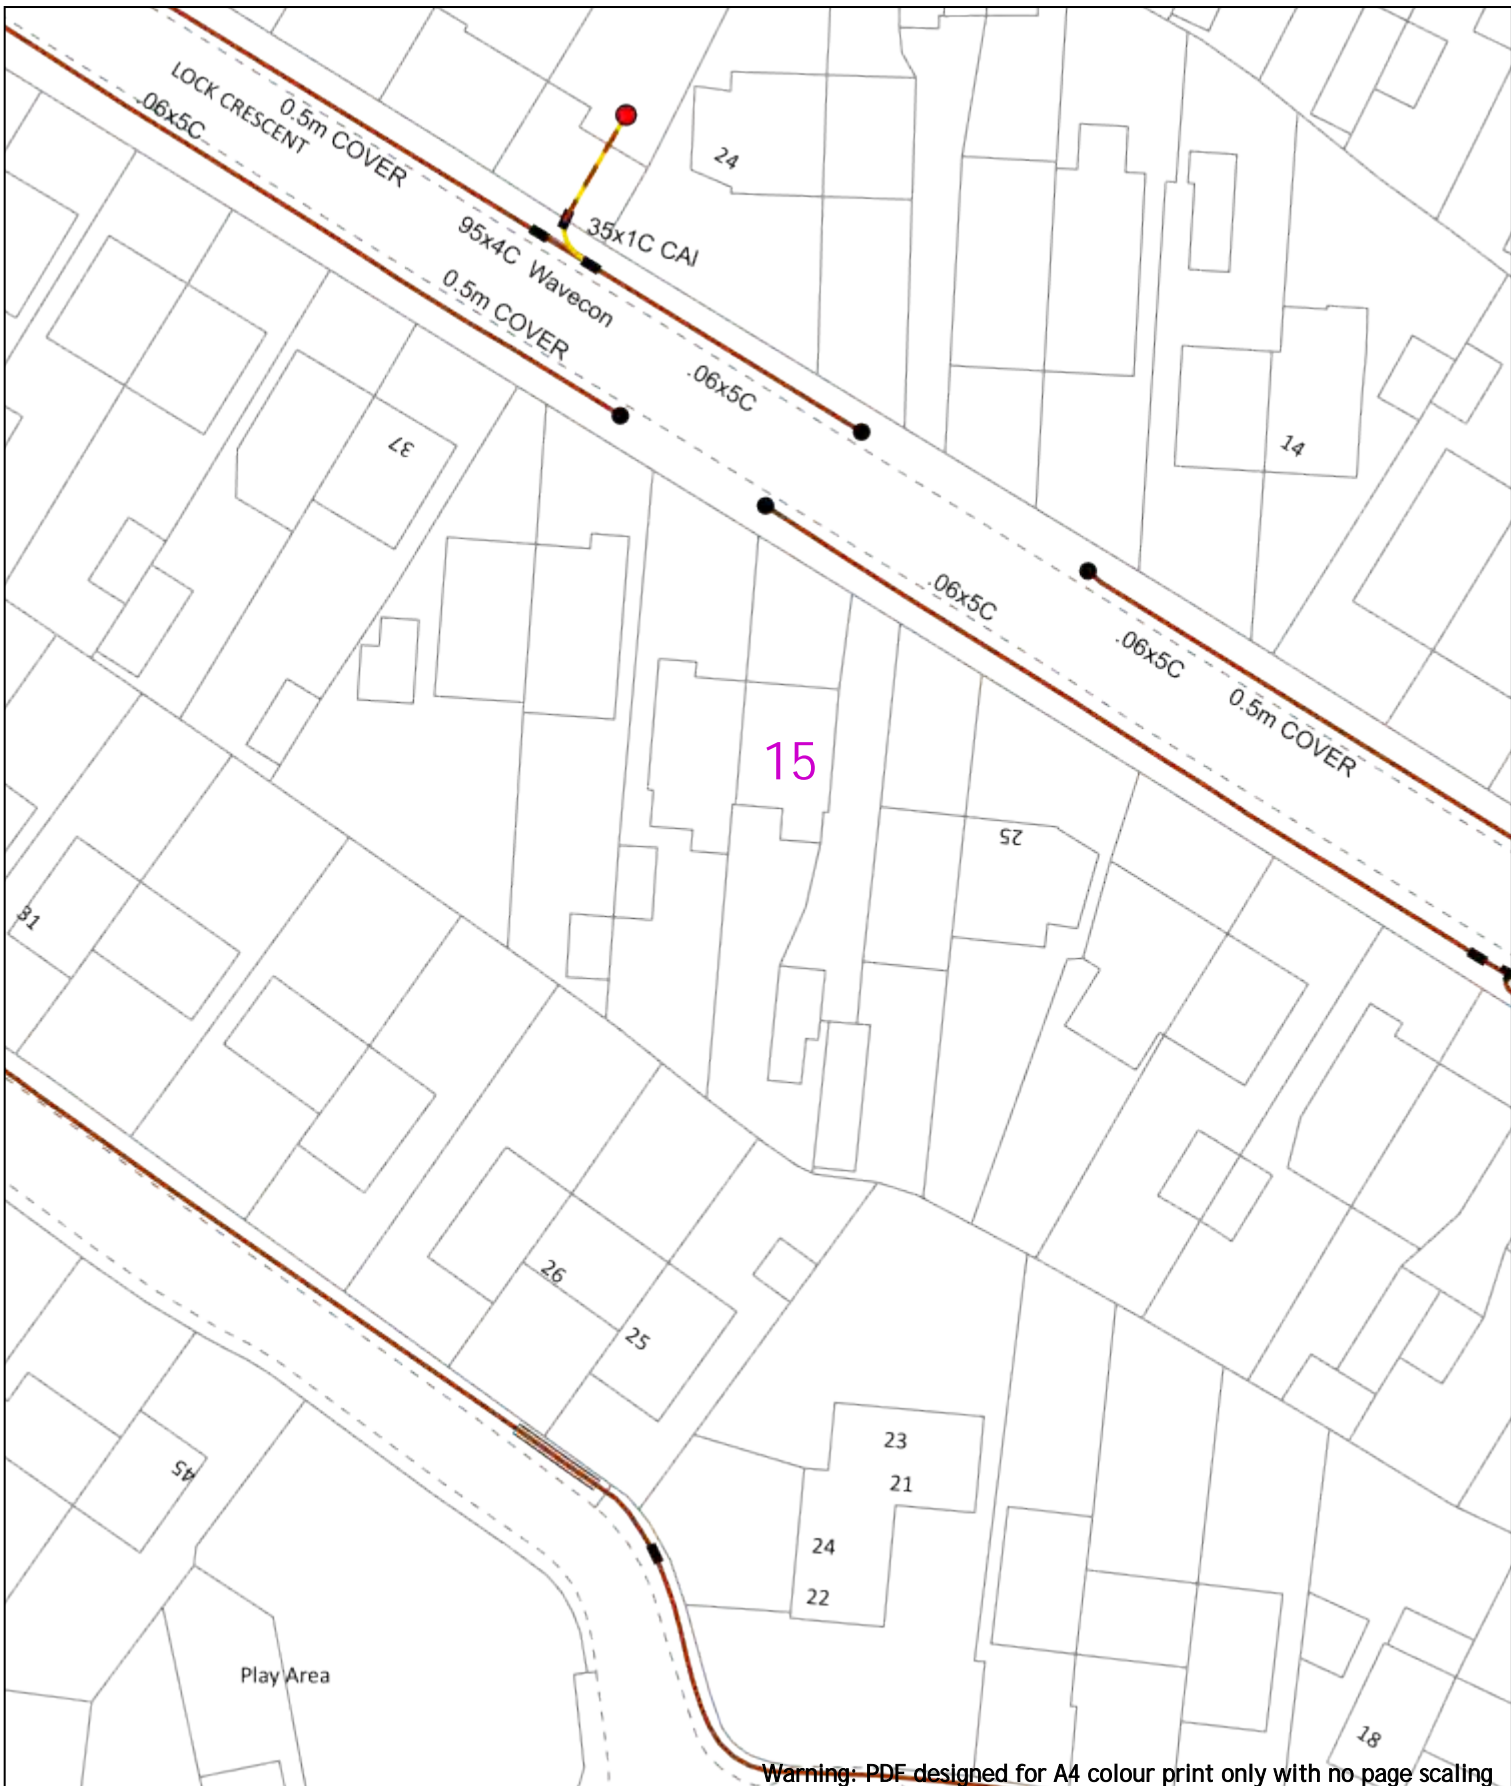 LOCK CRESCENT
.06x5C
0.5m COVER
24
35x1C CAI
95x4C Wavecon
0.5m COVER
.06x5C
37
14
.06x5C
.06x5C
0.5m COVER
15
25
31
26
25
23
21
45
24
22
Play Area
18
Warning: PDF designed for A4 colour print only with no page scaling